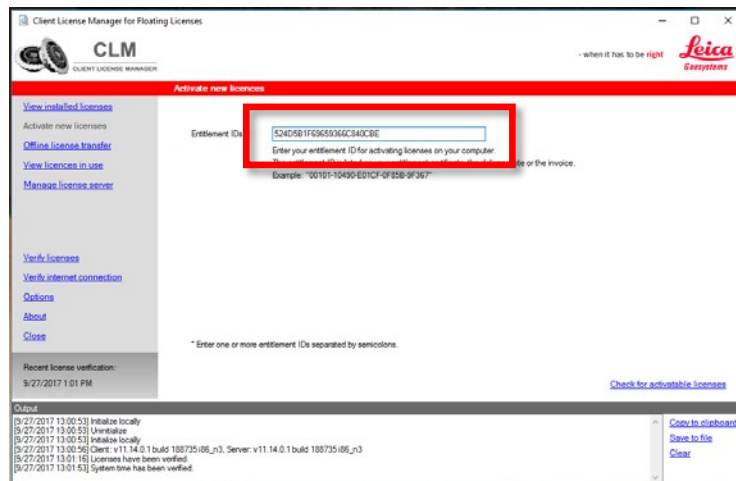 Client License Manager for Floating Licenses
CLM
CLIENT LICENSE MANAGER
- when it has to be right
Leica
Geosystems
Activate new licences
View installed licenses
Activate new licenses
Offline license transfer
View licences in use
Manage license server
Verify licenses
Verify internet connection
Options
About
Close
Recent license verification:
9/27/2017 1:01 PM
Entitlement IDs
524D5B1F69659366C840CBE
Enter your entitlement ID for activating licenses on your computer.
or the invoice.
Example: "00101-10490-E01CF-0F85B-9F367"
* Enter one or more entitlement IDs separated by semicolons.
Check for activatable licenses
Output
[9/27/2017 13:00:53] Initialize locally
[9/27/2017 13:00:53] Uninitialize
[9/27/2017 13:00:53] Initialize locally
[9/27/2017 13:00:56] Client: v11.14.0.1 build 188735 i86_n3, Server: v11.14.0.1 build 188735 i86_n3
[9/27/2017 13:01:16] Licenses have been verified.
[9/27/2017 13:01:53] System time has been verified.
Copy to clipboard
Save to file
Clear